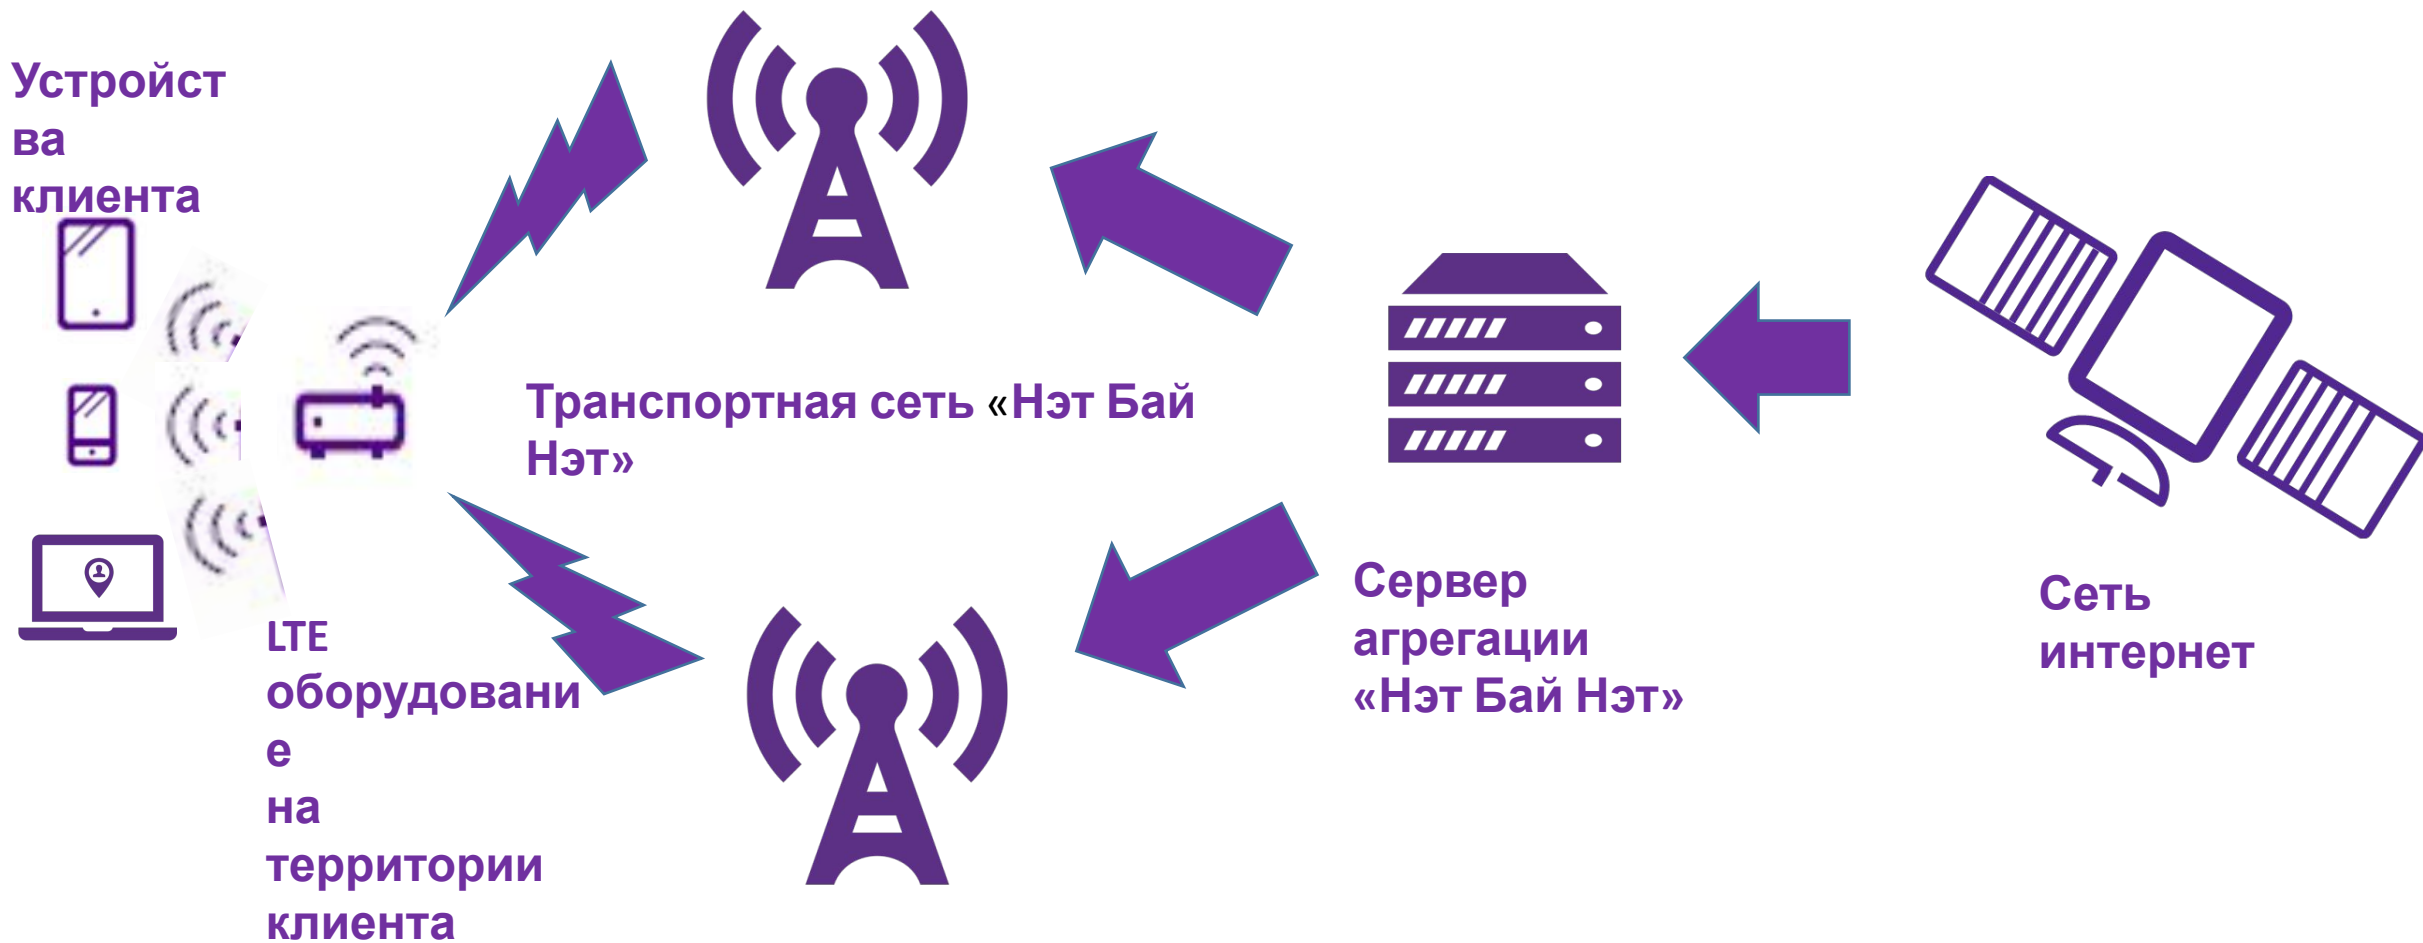 Устройст
ва
клиента
Транспортная сеть «Нэт Бай
Нэт»
LTE
оборудовани
е
на
территории
клиента
Сервер
агрегации
«Нэт Бай Нэт»
Сеть
интернет